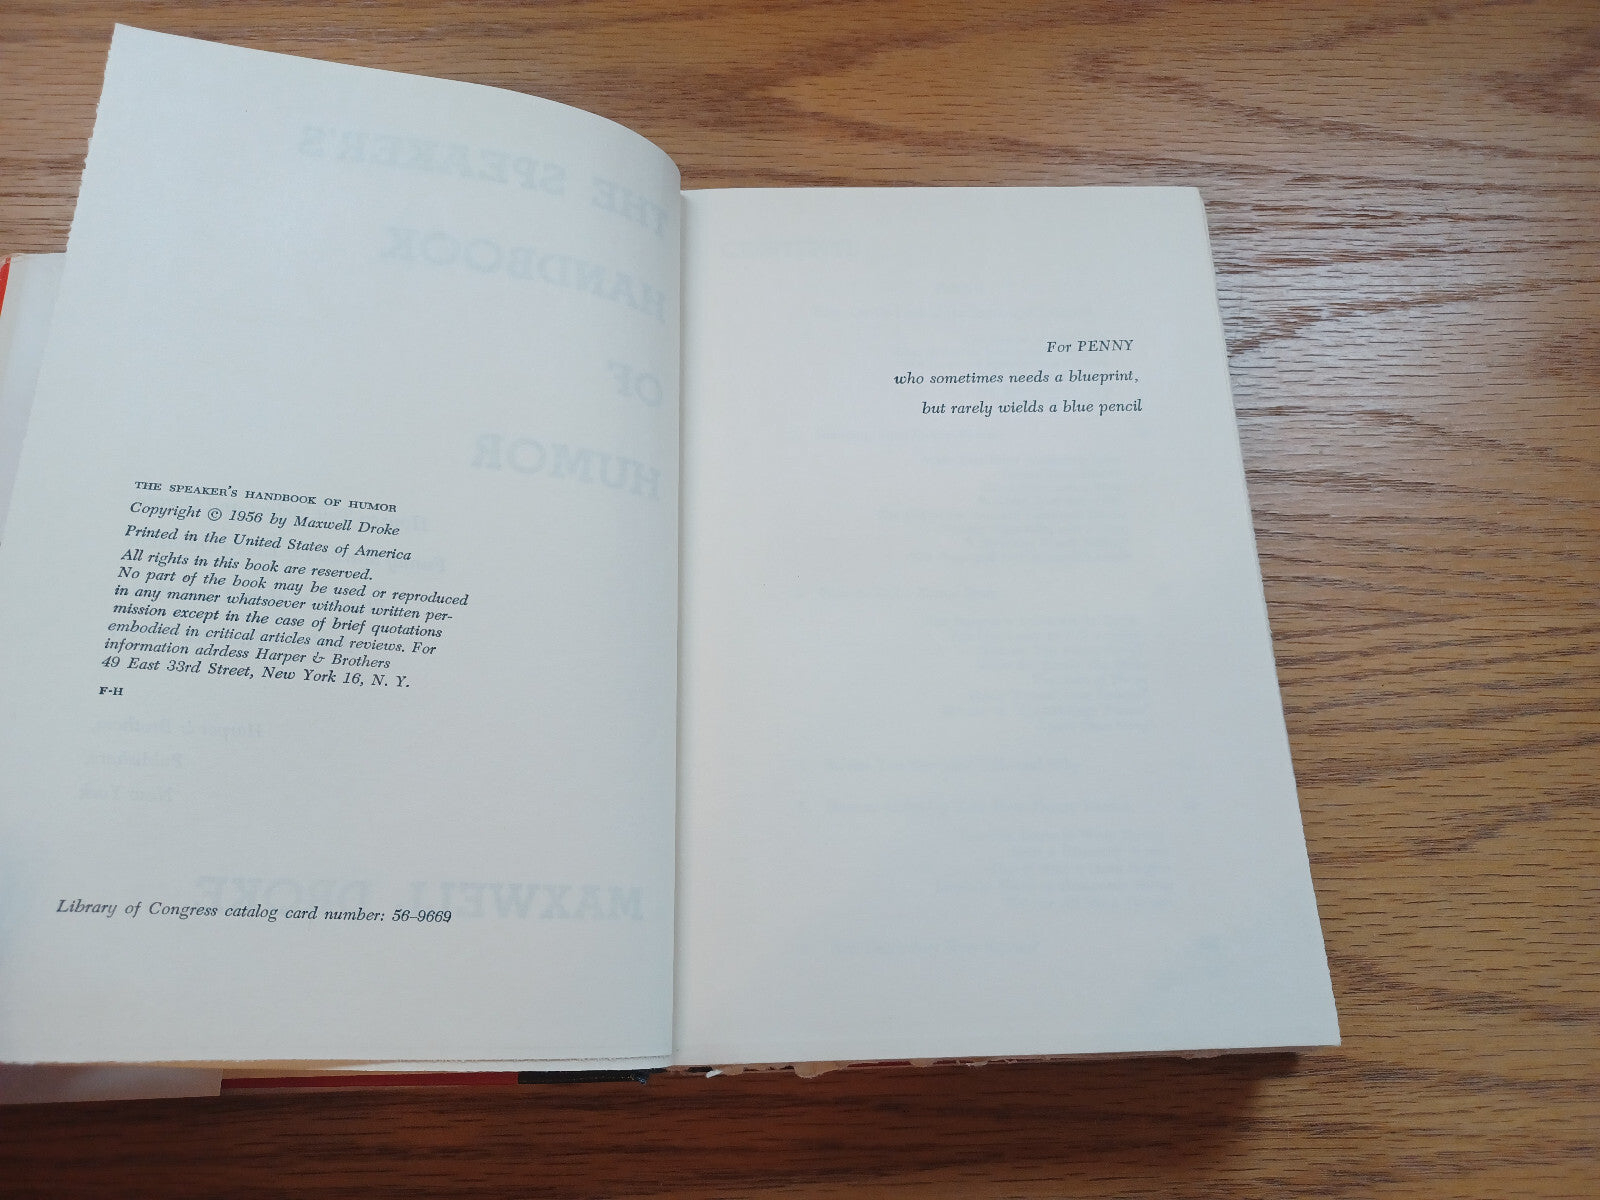 THE SPEAKER'S HANDBOOK OF HUMOR
Copyright © 1956 by Maxwell Droke
Printed in the United States of America
All rights in this book are reserved.
No part of the book may be used or reproduced
in any manner whatsoever without written per-
mission except in the case of brief quotations
embodied in critical articles and reviews. For
information adrdess Harper & Brothers
49 East 33rd Street, New York 16, N. Y.
F-H
Library of Congress catalog card number: 56-9669
For PENNY
who sometimes needs a blueprint,
but rarely wields a blue pencil